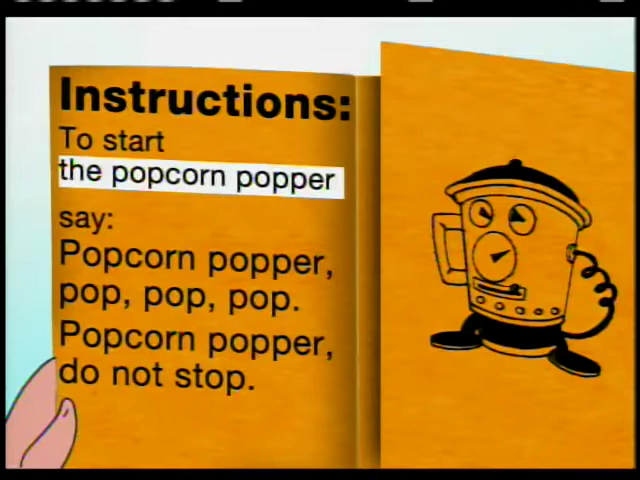 Instructions:
To start
the popcorn popper
say:
Popcorn popper,
pop, pop, pop.
Popcorn popper,
do not stop.